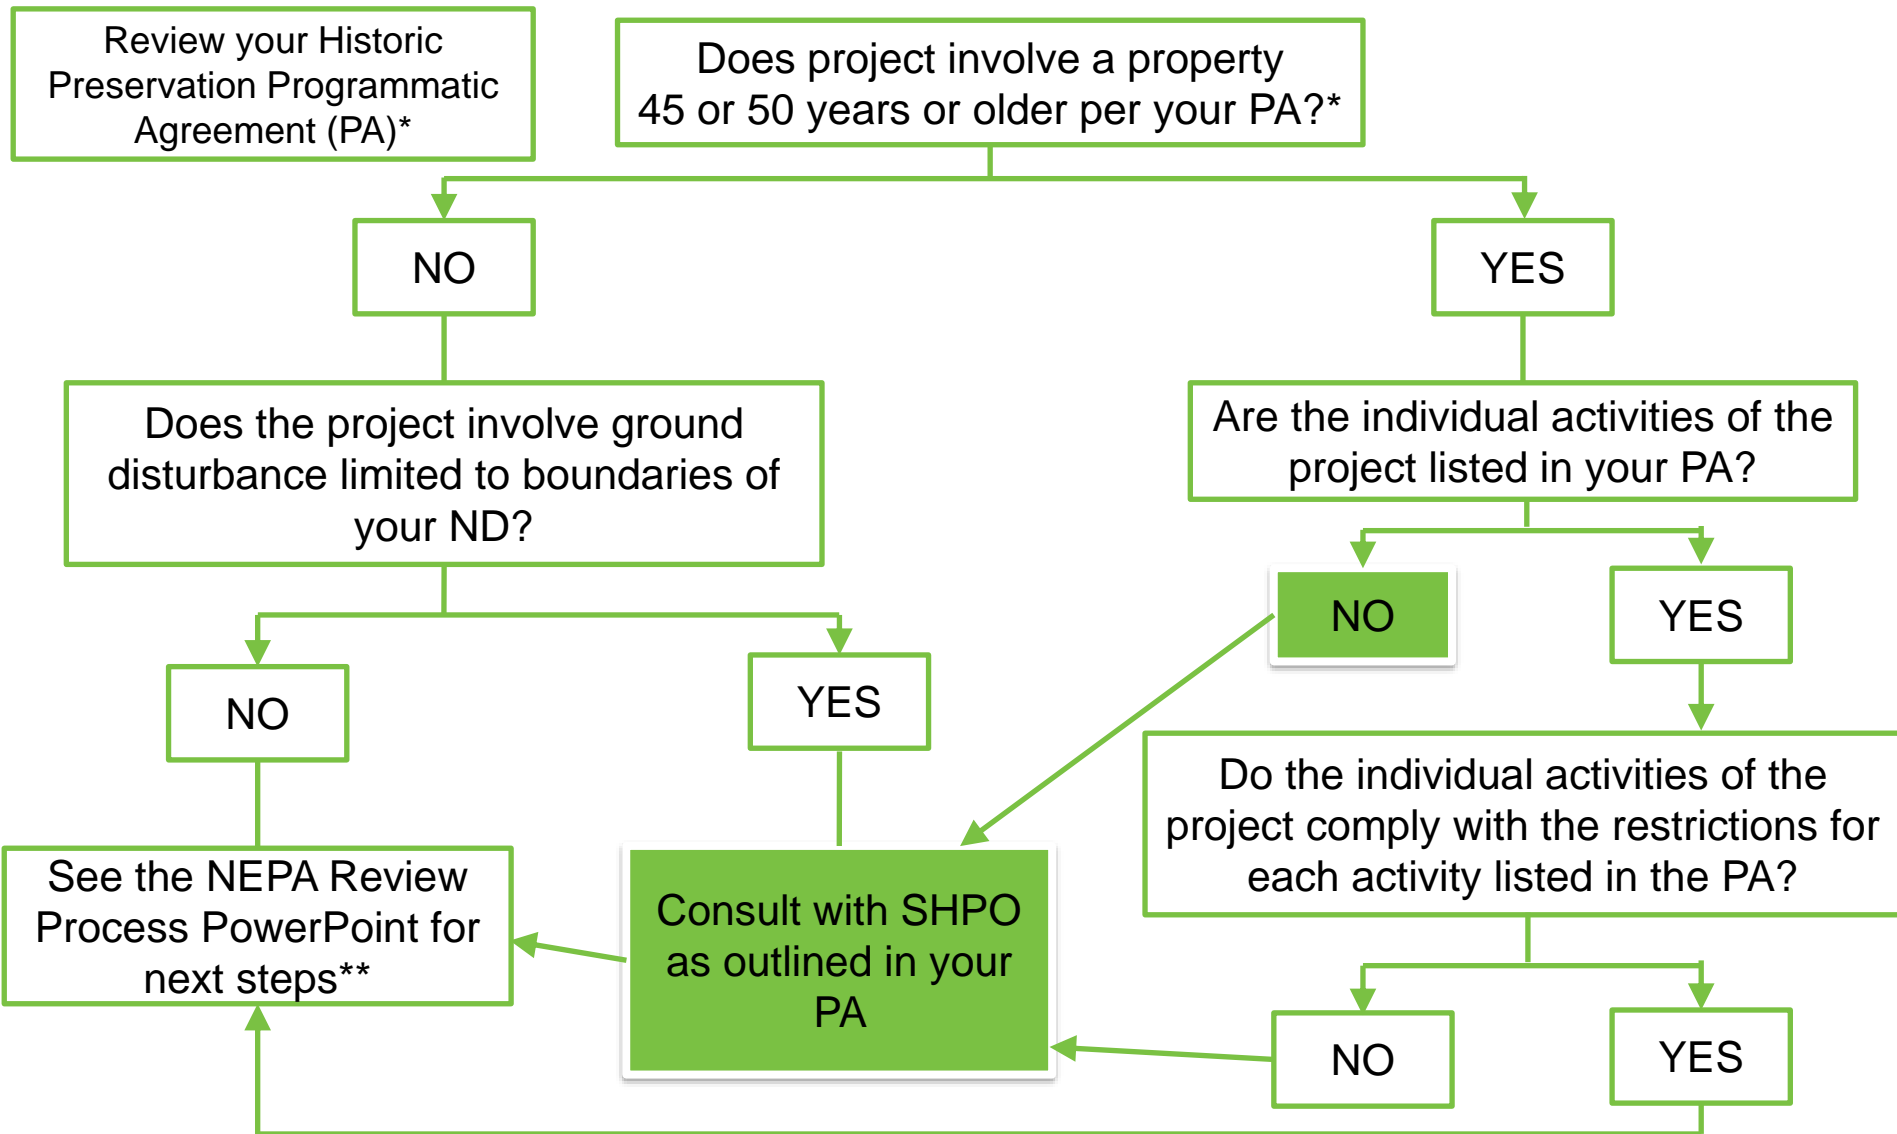 Review your Historic
Preservation Programmatic
Agreement (PA)*
Does project involve a property
45 or 50 years or older per your PA?*
NO
YES
Does the project involve ground
disturbance limited to boundaries of
your ND?
Are the individual activities of the
project listed in your PA?
NO
YES
NO
YES
Do the individual activities of the
project comply with the restrictions for
each activity listed in the PA?
See the NEPA Review
Process PowerPoint for
next steps**
Consult with SHPO
as outlined in your
PA
NO
YES